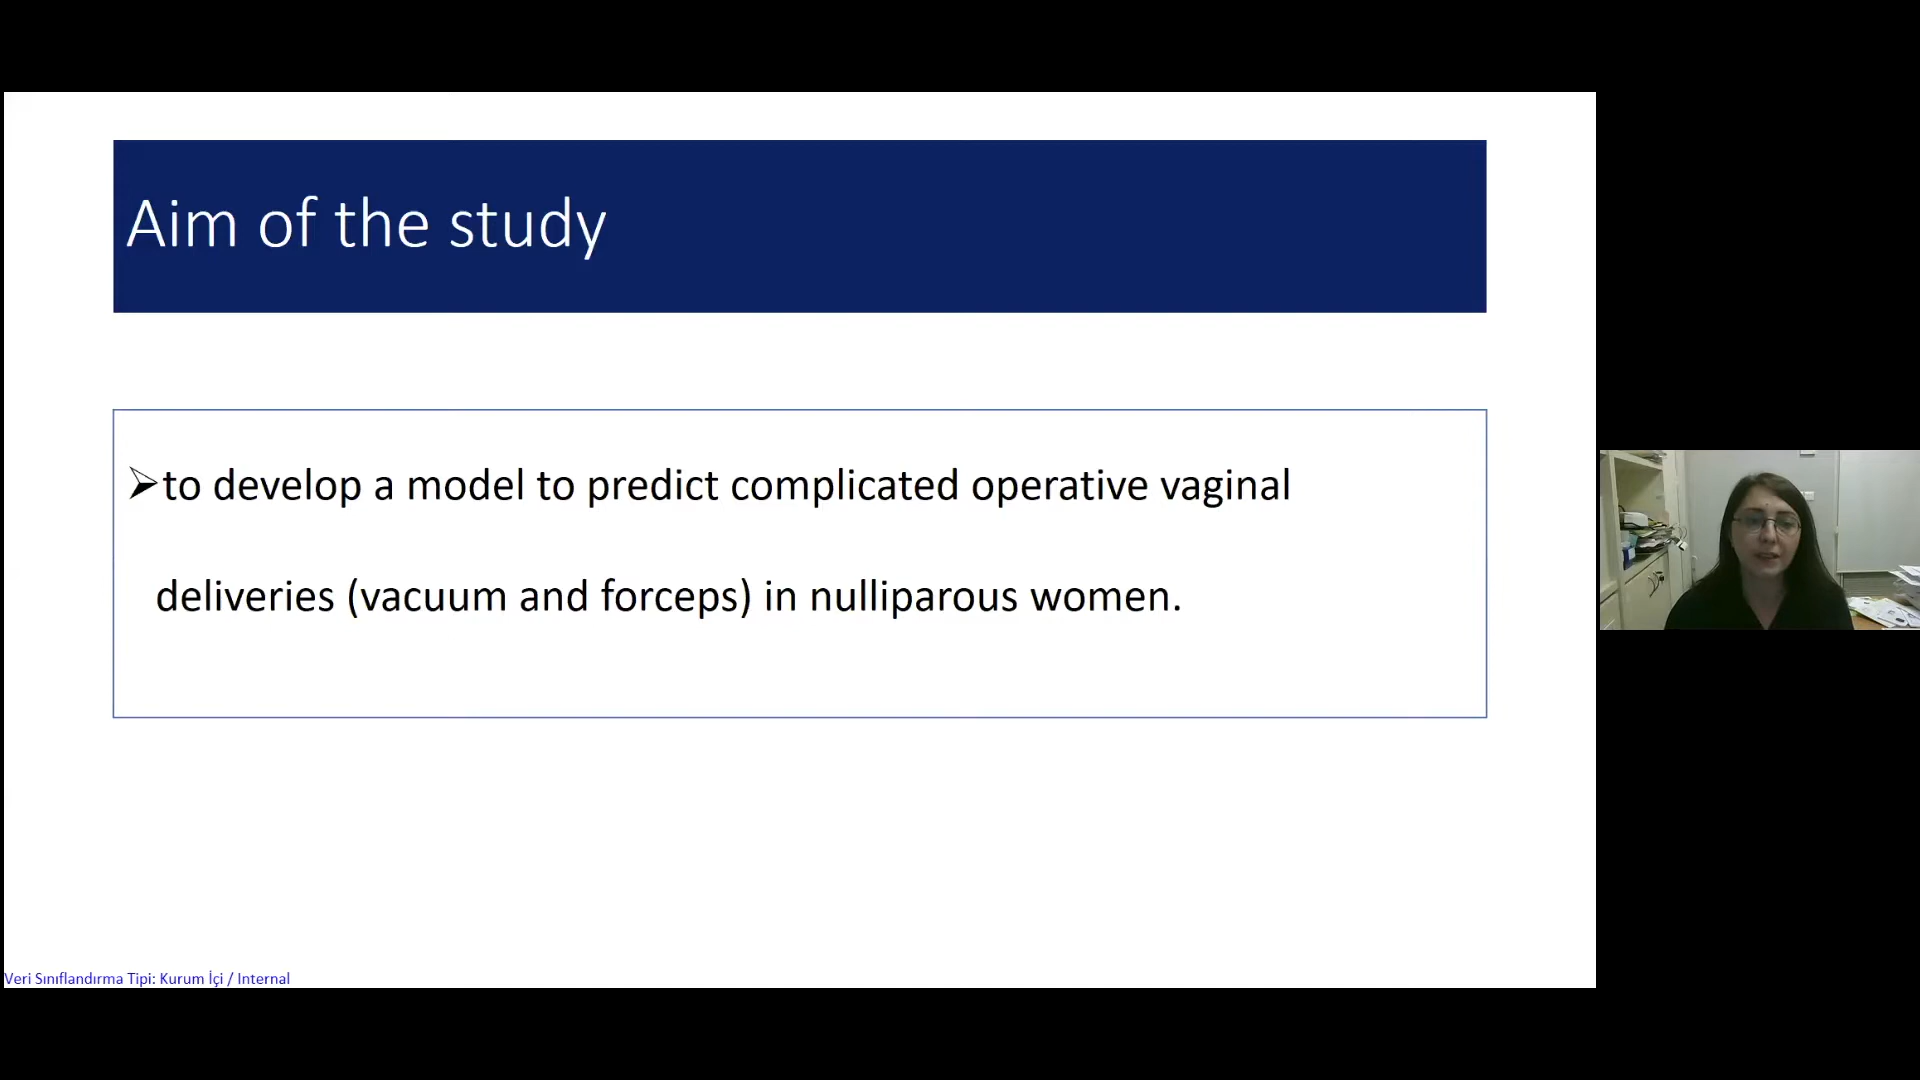 Aim of the study
➢to develop a model to predict complicated operative vaginal
deliveries (vacuum and forceps) in nulliparous women.
Veri Sınıflandırma Tipi: Kurum İçi / Internal